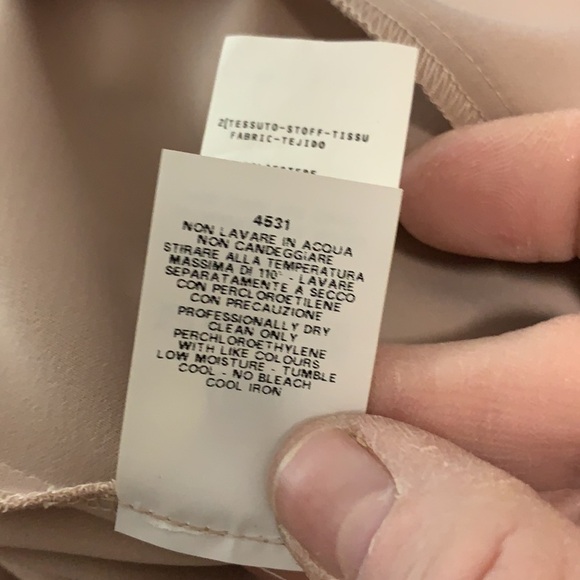 2(TESSUTO-STOFF-TISSU
FABRIC-TEJIDO
4531
NON LAVARE IN ACQUA
NON CANDEGGIARE
STIRARE ALLA TEMPERATURA
MASSIMA DI 110° - LAVARE
SEPARATAMENTE A SECCO
CON PERCLOROETILENE
CON PRECAUZIONE
PROFESSIONALLY DRY
CLEAN ONLY
PERCHLOROETHYLENE
WITH LIKE COLOURS
LOW MOISTURE - TUMBLE
COOL - NO BLEACH
COOL IRON